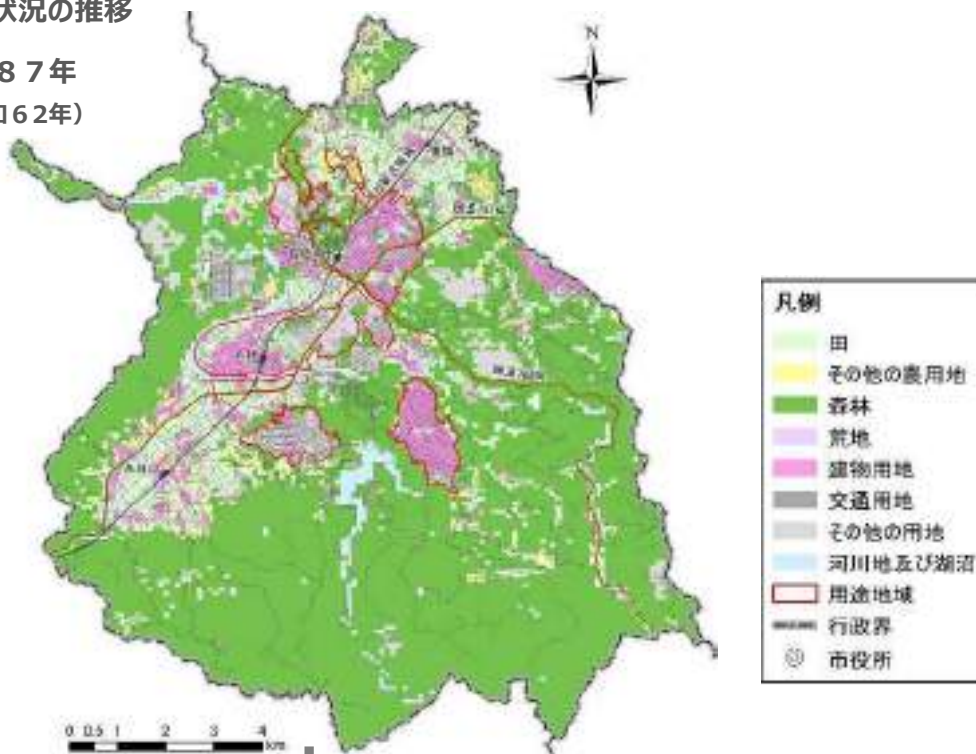 状況の推移
87年
和62年)
N
凡例
田
その他の農用地
森林
荒地
建物用地
交通用地
その他の用地
河川地及び湖沼
用途地域
行政界
市役所
0 0.5 1 2 3 4
km